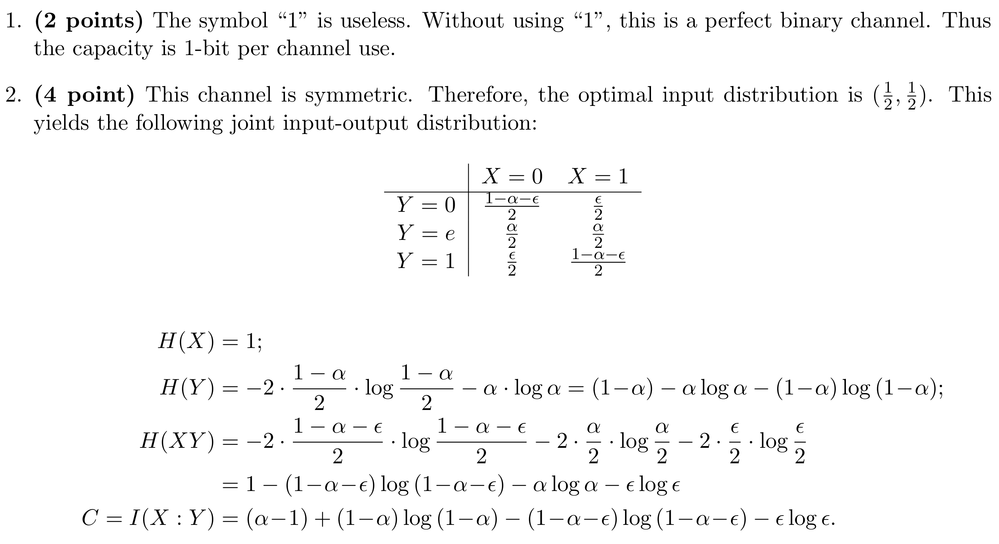 1. (2 points) The symbol “1” is useless. Without using “1”, this is a perfect binary channel. Thus
the capacity is 1-bit per channel use.
2. (4 point) This channel is symmetric. Therefore, the optimal input distribution is $(\frac{1}{2}, \frac{1}{2})$. This
yields the following joint input-output distribution:
$X = 0$ $X = 1$
$Y = 0$ $\frac{1-\alpha-\epsilon}{2}$ $\frac{\epsilon}{2}$
$Y = e$ $\frac{\alpha}{2}$ $\frac{\alpha}{2}$
$Y = 1$ $\frac{\epsilon}{2}$ $\frac{1-\alpha-\epsilon}{2}$
$H(X) = 1;$
$H(Y) = -2 \cdot \frac{1-\alpha}{2} \cdot \log \frac{1-\alpha}{2} - \alpha \cdot \log \alpha = (1-\alpha) - \alpha \log \alpha - (1-\alpha) \log (1-\alpha);$
$H(XY) = -2 \cdot \frac{1-\alpha-\epsilon}{2} \cdot \log \frac{1-\alpha-\epsilon}{2} - 2 \cdot \frac{\alpha}{2} \cdot \log \frac{\alpha}{2} - 2 \cdot \frac{\epsilon}{2} \cdot \log \frac{\epsilon}{2}$
$= 1 - (1-\alpha-\epsilon) \log (1-\alpha-\epsilon) - \alpha \log \alpha - \epsilon \log \epsilon$
$C = I(X : Y) = (\alpha-1) + (1-\alpha) \log (1-\alpha) - (1-\alpha-\epsilon) \log (1-\alpha-\epsilon) - \epsilon \log \epsilon.$